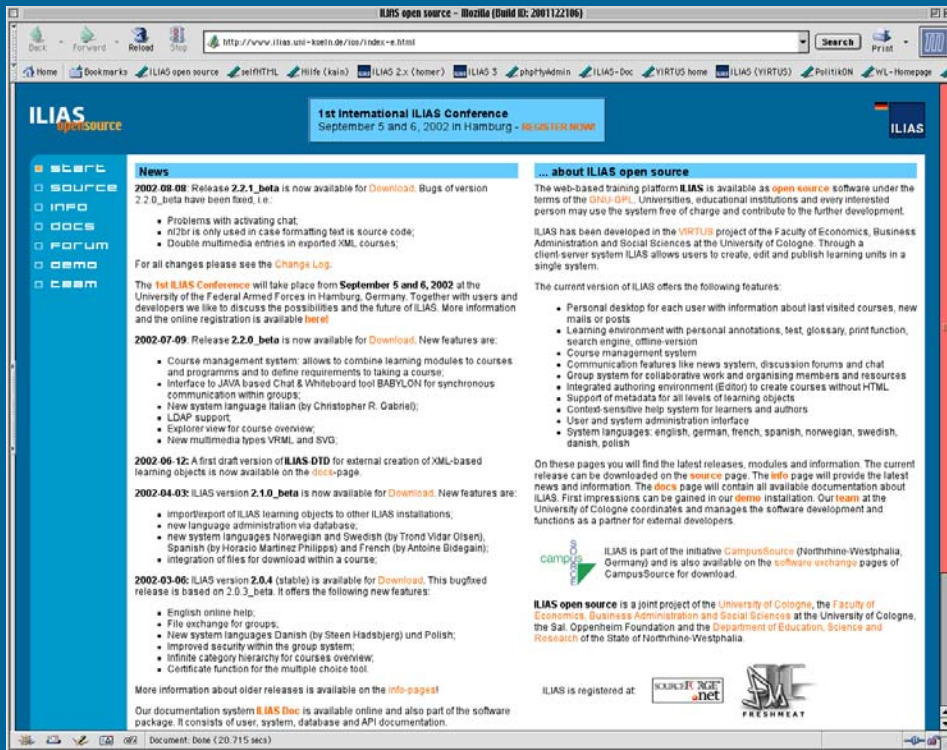 ILIAS open source - Mozilla {Build ID: 2001122106}
Back
Forward
Reload
Stop
http://www.ilias.uni-koeln.de/ios/index-e.html
Search
Print
Home
Bookmarks
ILIAS open source
selfHTML
Hilfe (kain)
ILIAS 2.x (homer)
ILIAS 3
phpMyAdmin
ILIAS-Doc
VIRTUS home
ILIAS (VIRTUS)
PolitikON
WL-Homepage
ILIAS
opensource
1st International ILIAS Conference
September 5 and 6, 2002 in Hamburg - REGISTER NOW!
ILIAS
start
source
info
docs
forum
demo
team
News
2002-08-08: Release 2.2.1_beta is now available for Download. Bugs of version
2.2.0_beta have been fixed, i.e.:
Problems with activating chat;
nl2br is only used in case formatting text is source code;
Double multimedia entries in exported XML courses;
For all changes please see the Change Log.
The 1st ILIAS Conference will take place from September 5 and 6, 2002 at the
University of the Federal Armed Forces in Hamburg, Germany. Together with users and
developers we like to discuss the possibilities and the future of ILIAS. More information
and the online registration is available here!
2002-07-09: Release 2.2.0_beta is now available for Download. New features are:
Course management system: allows to combine learning modules to courses
and programms and to define requirements to taking a course;
Interface to JAVA based Chat & Whiteboard tool BABYLON for synchronous
communication within groups;
New system language Italian (by Christopher R. Gabriel);
LDAP support;
Explorer view for course overview;
New multimedia types VRML and SVG;
2002-06-12: A first draft version of ILIAS-DTD for external creation of XML-based
learning objects is now available on the docs-page.
2002-04-03: ILIAS version 2.1.0_beta is now available for Download. New features are:
import/export of ILIAS learning objects to other ILIAS installations;
new language administration via database;
new system languages Norwegian and Swedish (by Trond Vidar Olsen),
Spanish (by Horacio Martinez Philipps) and French (by Antoine Bidegain);
integration of files for download within a course;
2002-03-06: ILIAS version 2.0.4 (stable) is available for Download. This bugfixed
release is based on 2.0.3_beta. It offers the following new features:
English online help;
File exchange for groups;
New system languages Danish (by Steen Hadsbjerg) und Polish;
Improved security within the group system;
Infinite category hierarchy for courses overview;
Certificate function for the multiple choice tool.
More information about older releases is available on the info-pages!
Our documentation system ILIAS Doc is available online and also part of the software
package. It consists of user, system, database and API documentation.
... about ILIAS open source
The web-based training platform ILIAS is available as open source software under the
terms of the GNU-GPL. Universities, educational institutions and every interested
person may use the system free of charge and contribute to the further development.
ILIAS has been developed in the VIRTUS project of the Faculty of Economics, Business
Administration and Social Sciences at the University of Cologne. Through a
client-server system ILIAS allows users to create, edit and publish learning units in a
single system.
The current version of ILIAS offers the following features:
Personal desktop for each user with information about last visited courses, new
mails or posts
Learning environment with personal annotations, test, glossary, print function,
search engine, offline-version
Course management system
Communication features like news system, discussion forums and chat
Group system for collaborative work and organising members and resources
Integrated authoring environment (Editor) to create courses without HTML
Support of metadata for all levels of learning objects
Context-sensitive help system for learners and authors
User and system administration interface
System languages: english, german, french, spanish, norwegian, swedish,
danish, polish
On these pages you will find the latest releases, modules and information. The current
release can be downloaded on the source page. The info page will provide the latest
news and information. The docs page will contain all available documentation about
ILIAS. First impressions can be gained in our demo installation. Our team at the
University of Cologne coordinates and manages the software development and
functions as a partner for external developers.
campus
SOURCE
ILIAS is part of the initiative CampusSource (Northrhine-Westphalia,
Germany) and is also available on the software exchange pages of
CampusSource for download.
ILIAS open source is a joint project of the University of Cologne, the Faculty of
Economics, Business Administration and Social Sciences at the University of Cologne,
the Sal. Oppenheim Foundation and the Department of Education, Science and
Research of the State of Northrhine-Westphalia.
ILIAS is registered at:
SOURCEFORGE
.net
FRESHMEAT
Document: Done (20.715 secs)